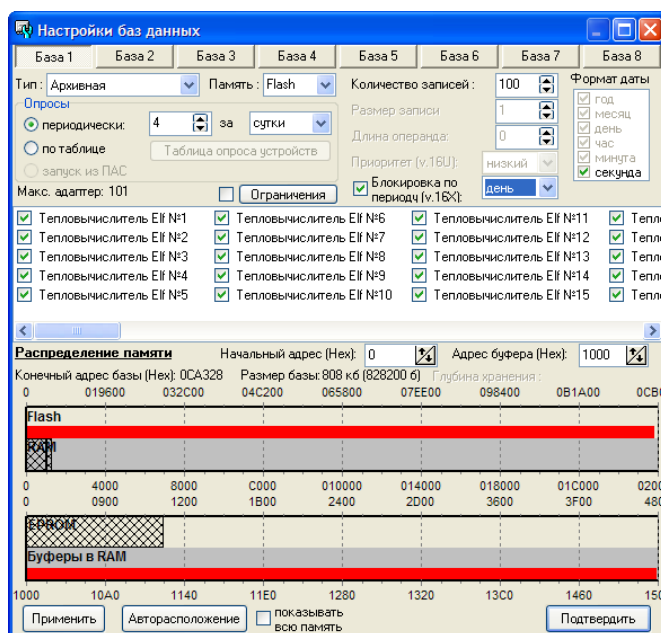 Настройки баз данных
База 1 База 2 База 3 База 4 База 5 База 6 База 7 База 8
Тип : Архивная Память : Flash Количество записей : 100 Формат даты
Опросы Размер записи 1 год
периодически: 4 за сутки Длина операнда: 0 месяц
по таблице Таблица опроса устройств день
запуск из ПАС Приоритет (v.16U): низкий час
минута
Макс. адаптер: 101 Ограничения Блокировка по периоду (v.16X): день секунда
Тепловычислитель Elf №1 Тепловычислитель Elf №6 Тепловычислитель Elf №11
Тепловычислитель Elf №2 Тепловычислитель Elf №7 Тепловычислитель Elf №12
Тепловычислитель Elf №3 Тепловычислитель Elf №8 Тепловычислитель Elf №13
Тепловычислитель Elf №4 Тепловычислитель Elf №9 Тепловычислитель Elf №14
Тепловычислитель Elf №5 Тепловычислитель Elf №10 Тепловычислитель Elf №15
Распределение памяти Начальный адрес (Hex): 0 Адрес буфера (Hex): 1000
Конечный адрес базы (Hex): 0CA328 Размер базы: 808 кб (828200 б) Глубина хранения :
0 019600 032C00 04C200 065800 07EE00 098400 0B1A00
Flash
RAM
0 4000 8000 C000 010000 014000 018000 01C000
0 0900 1200 1B00 2400 2D00 3600 3F00
EPROM
Буферы в RAM
1000 10A0 1140 11E0 1280 1320 13C0 1460
Применить Авторасположение показывать всю память Подтвердить